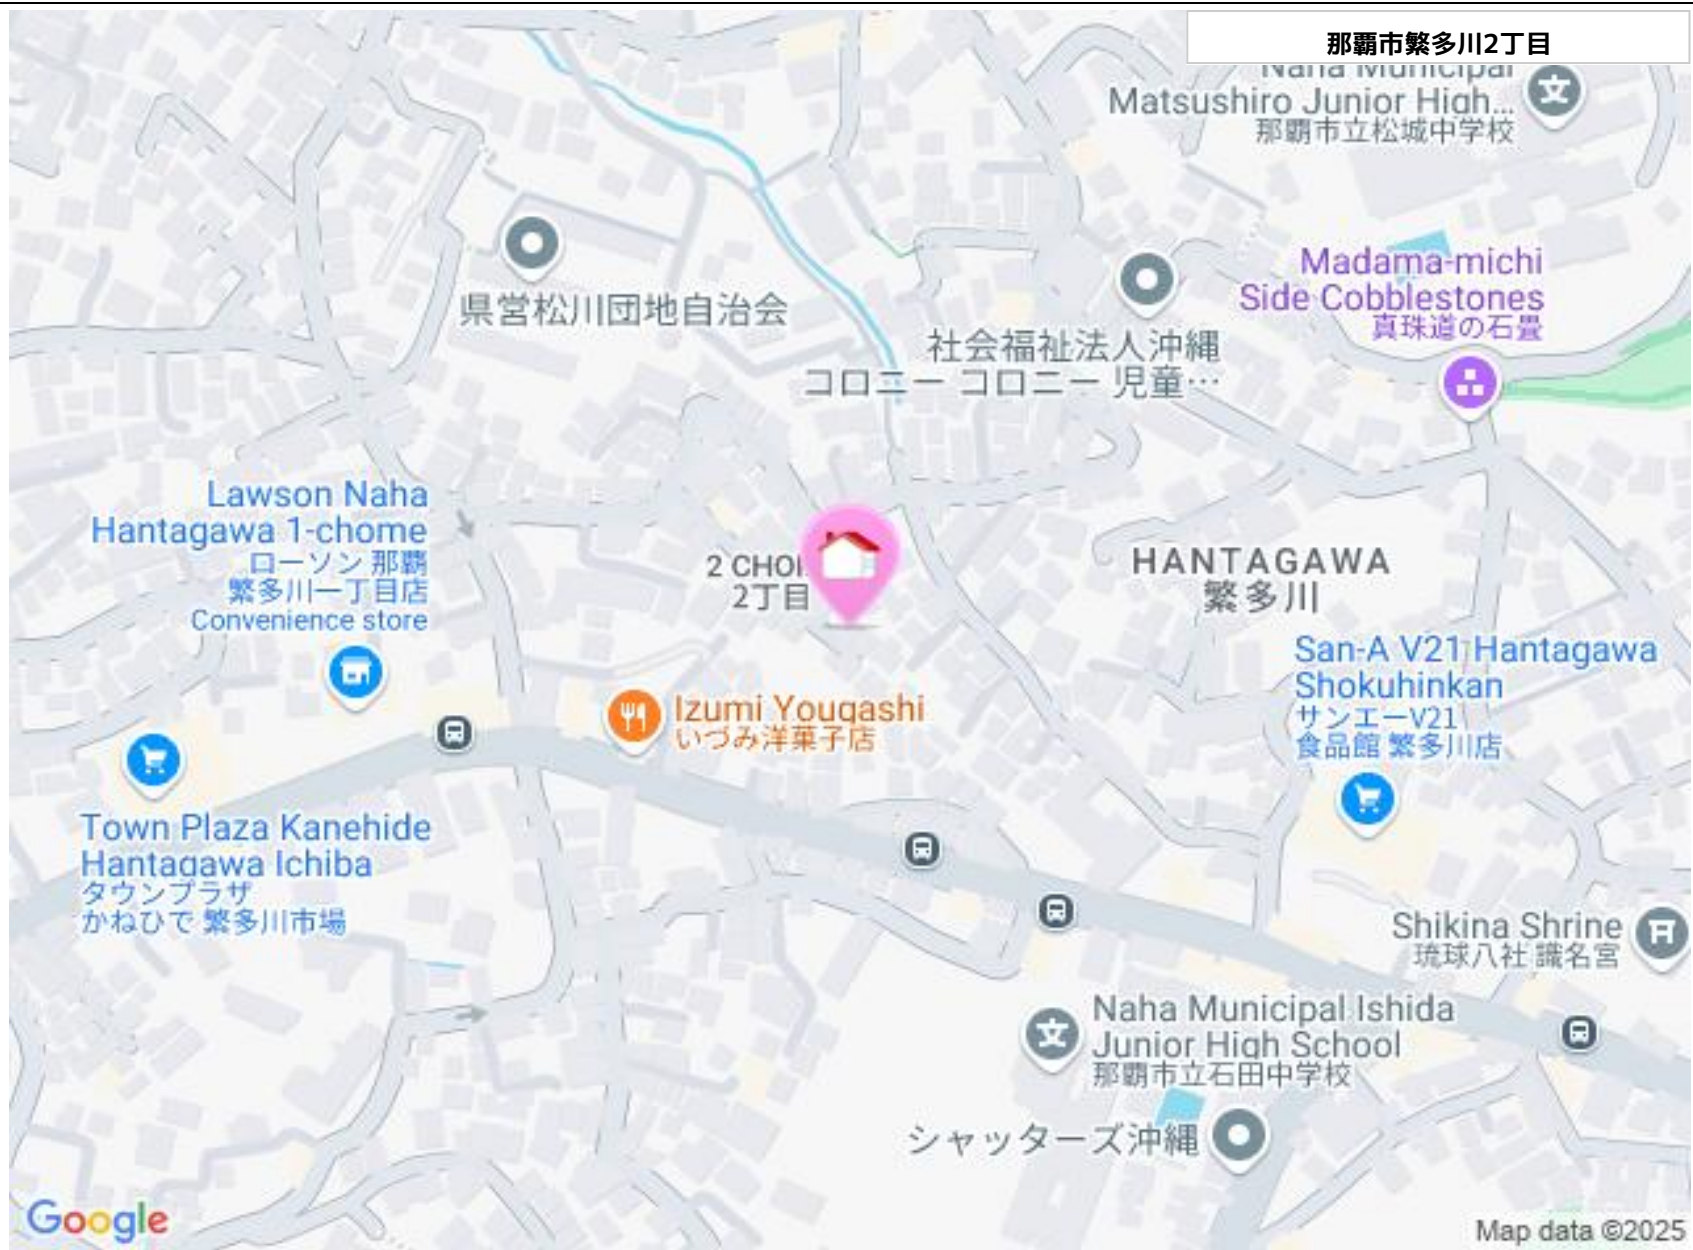 那覇市繁多川2丁目
Naha Municipal
Matsushiro Junior High...
那覇市立松城中学校
県営松川団地自治会
Madama-michi
Side Cobblestones
真珠道の石畳
社会福祉法人沖縄
コロニー コロニー 児童…
Lawson Naha
Hantagawa 1-chome
ローソン 那覇
繁多川一丁目店
Convenience store
2 CHO
2丁目
HANTAGAWA
繁多川
San-A V21 Hantagawa
Shokuhinkan
サンエーV21
食品館 繁多川店
Izumi Yougashi
いづみ洋菓子店
Town Plaza Kanehide
Hantagawa Ichiba
タウンプラザ
かねひで 繁多川市場
Shikina Shrine
琉球八社 識名宮
Naha Municipal Ishida
Junior High School
那覇市立石田中学校
シャッターズ沖縄
Google
Map data ©2025